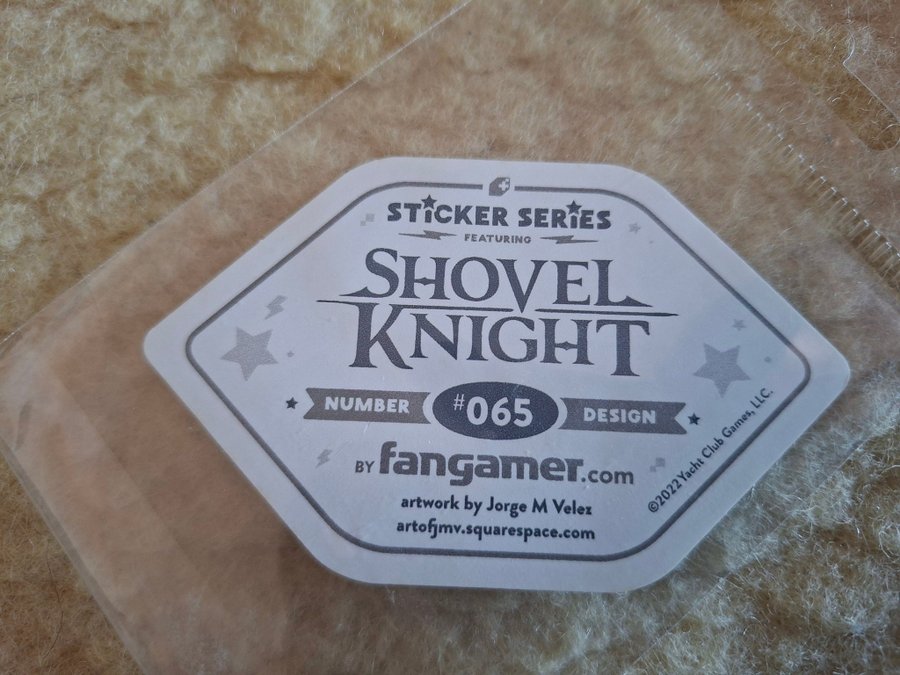 STiCKER SERiES
FEATURING
SHOVEL
KNIGHT
NUMBER #065 DESIGN
BY fangamer.com
artwork by Jorge M Velez
artofjmv.squarespace.com
©2022 Yacht Club Games, LLC.